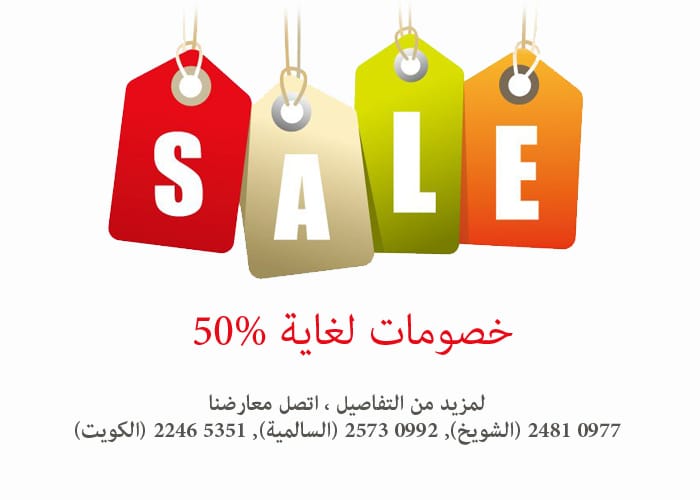 SALE
خصومات لغاية %50
لمزيد من التفاصيل ، اتصل معارضنا
2481 0977 (الشويخ), 2573 0992 (السالمية), 2246 5351 (الكويت)